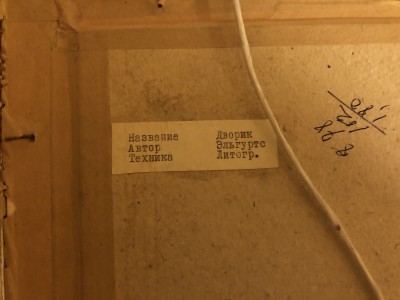 Название Дворик
Автор Эльгуртс
Техника Литогр.